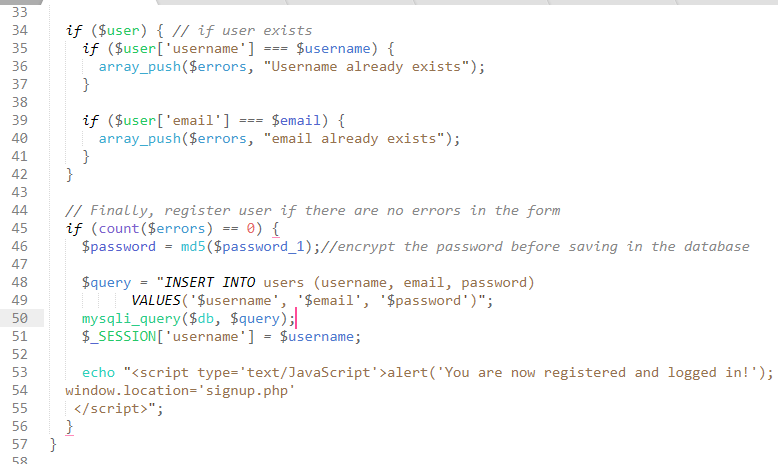 33
34 if ($user) { // if user exists
35 if ($user['username'] === $username) {
36 array_push($errors, "Username already exists");
37 }
38
39 if ($user['email'] === $email) {
40 array_push($errors, "email already exists");
41 }
42 }
43
44 // Finally, register user if there are no errors in the form
45 if (count($errors) == 0) {
46 $password = md5($password_1);//encrypt the password before saving in the database
47
48 $query = "INSERT INTO users (username, email, password)
49 VALUES('$username', '$email', '$password')";
50 mysqli_query($db, $query);
51 $_SESSION['username'] = $username;
52
53 echo "<script type='text/JavaScript'>alert('You are now registered and logged in!');
54 window.location='signup.php'
55 </script>";
56 }
57 }
58